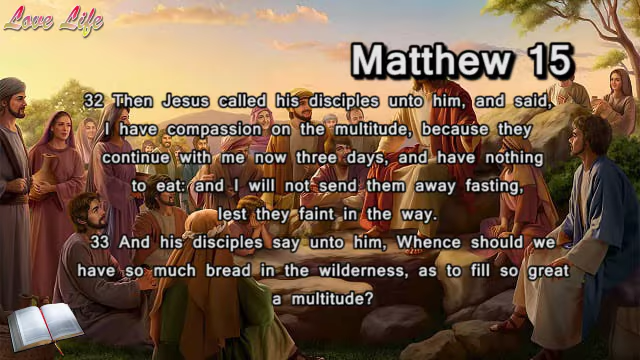 Love Life
Matthew 15
32 Then Jesus called his disciples unto him, and said,
I have compassion on the multitude, because they
continue with me now three days, and have nothing
to eat: and I will not send them away fasting,
lest they faint in the way.
33 And his disciples say unto him, Whence should we
have so much bread in the wilderness, as to fill so great
a multitude?